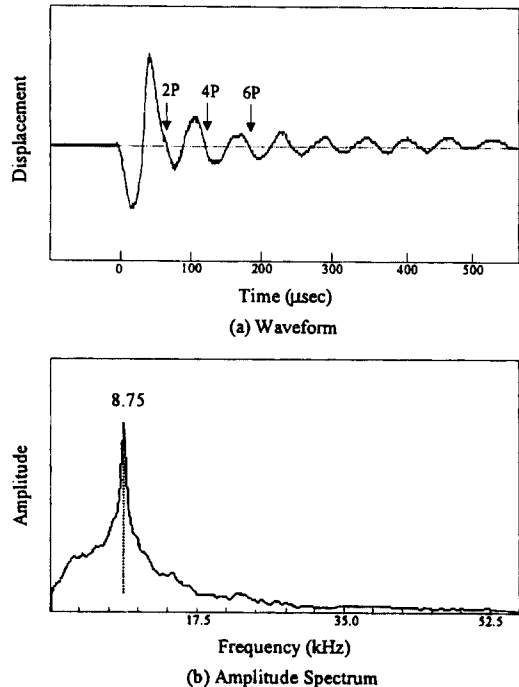 Displacement
2P 4P 6P
0 100 200 300 400 500
Time (μsec)
(a) Waveform
Amplitude
8.75
17.5 35.0 52.5
Frequency (kHz)
(b) Amplitude Spectrum